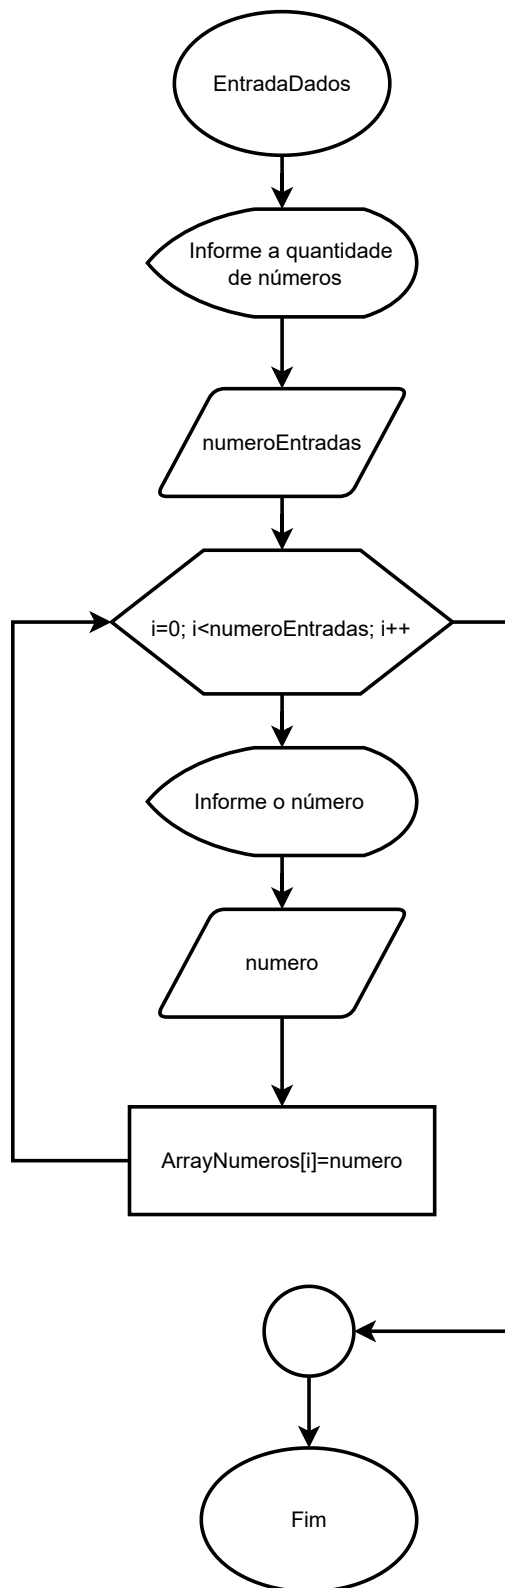 EntradaDados
Informe a quantidade
de números
numeroEntradas
i=0; i<numeroEntradas; i++
Informe o número
numero
ArrayNumeros[i]=numero
Fim